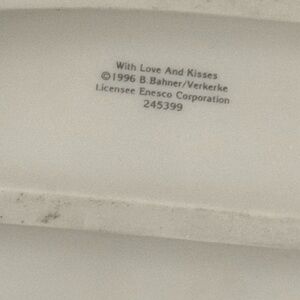 With Love And Kisses
©1996 B.Bahner/Verkerke
Licensee Enesco Corporation
245399